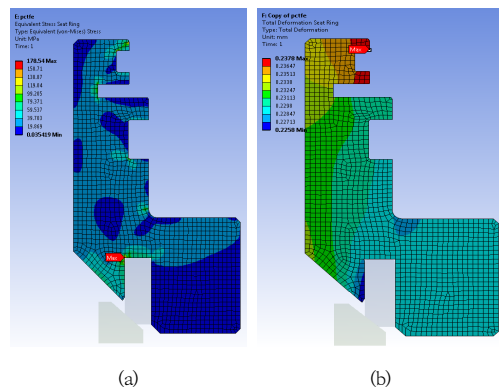 E:pctfe
Equivalent Stress Seat Ring
Type: Equivalent (von-Mises) Stress
Unit: MPa
Time: 1
178.54 Max
158.71
138.87
119.04
99.205
79.371
59.537
39.703
19.869
0.035419 Min
Max
(a)
F: Copy of pctfe
Total Deformation Seat Ring
Type: Total Deformation
Unit: mm
Time: 1
0.2378 Max
0.23647
0.23513
0.2338
0.23247
0.23113
0.2298
0.22847
0.22713
0.2258 Min
Max
(b)